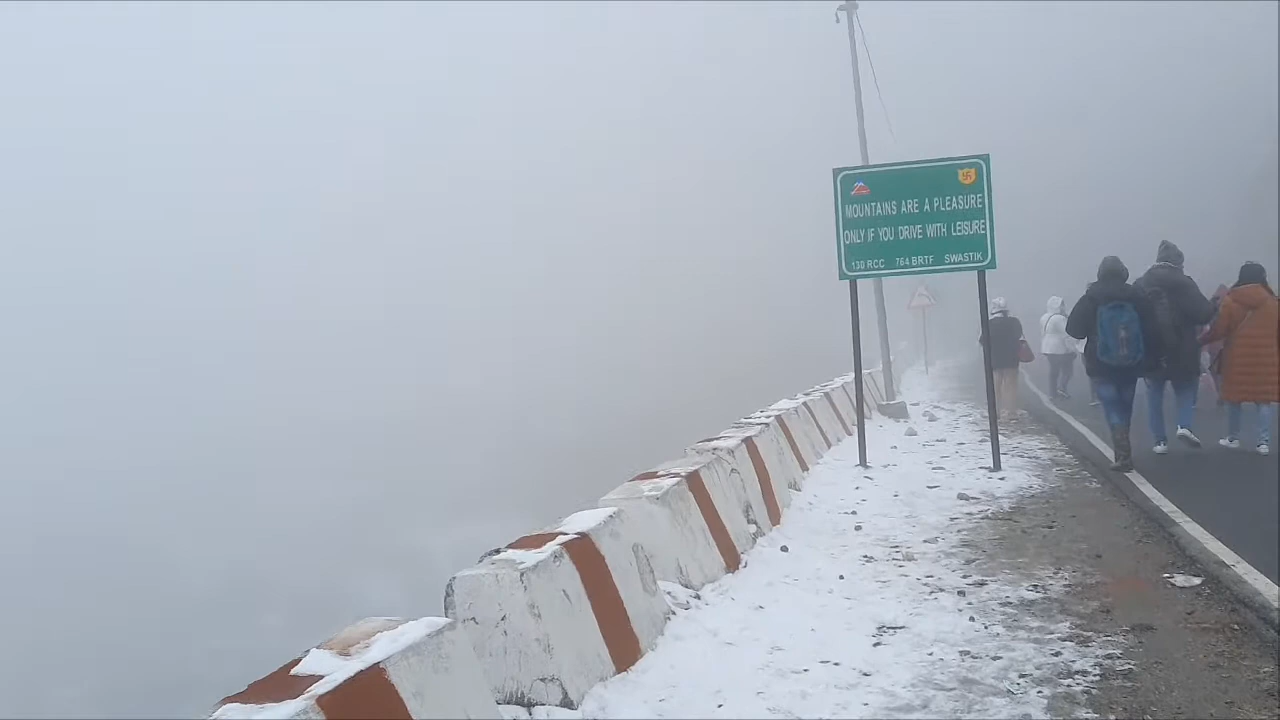 MOUNTAINS ARE A PLEASURE
ONLY IF YOU DRIVE WITH LEISURE
130 RCC 764 BRTF SWASTIK